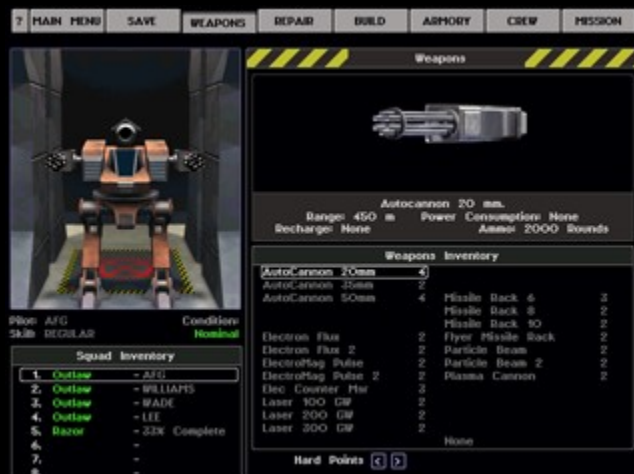 ? MAIN MENU SAVE WEAPONS REPAIR BUILD ARMORY CREW MISSION
Weapons
Autocannon 20 mm.
Range: 450 m Power Consumption: None
Recharge: None Ammo: 2000 Rounds
Weapons Inventory
AutoCannon 20mm 4
AutoCannon 35mm 2
AutoCannon 50mm 4
Electron Flux 2
Electron Flux 2 2
ElectroMag Pulse 2
ElectroMag Pulse 2 2
Elec Counter Msr 3
Laser 100 GW 2
Laser 200 GW 2
Laser 300 GW 2
Missile Rack 6 3
Missile Rack 8 2
Missile Rack 10 2
Flyer Missile Rack 2
Particle Beam 2
Particle Beam 2 2
Plasma Cannon 2
None
Hard Points < >
Pilot: AFG Condition:
Skill: REGULAR Nominal
Squad Inventory
1. Outlaw - AFG
2. Outlaw - WILLIAMS
3. Outlaw - WADE
4. Outlaw - LEE
5. Razor - 33% Complete
6. -
7. -